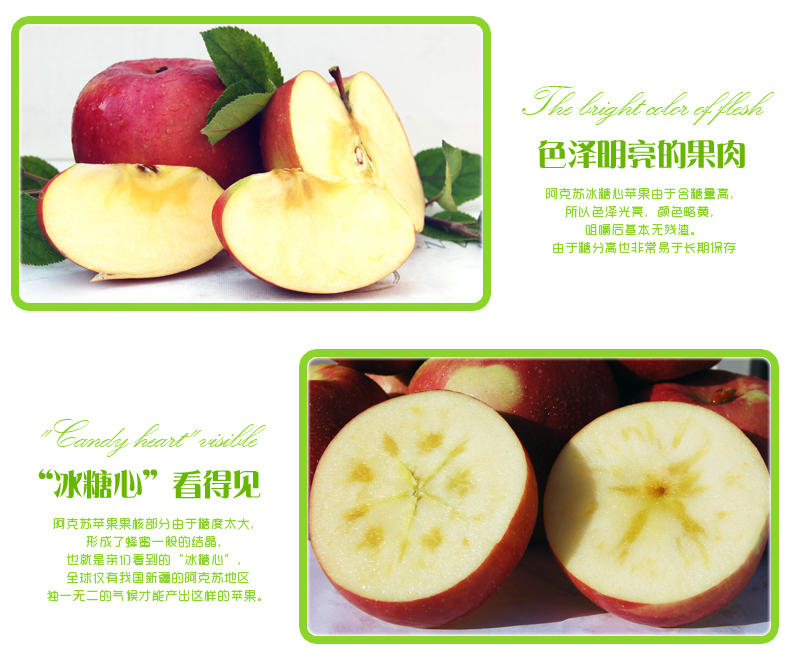 The bright color of flesh
色泽明亮的果肉
阿克苏冰糖心苹果由于含糖量高,
所以色泽光亮, 颜色略黄,
咀嚼后基本无残渣。
由于糖分高也非常易于长期保存
"Candy heart" visible
“冰糖心”看得见
阿克苏苹果果核部分由于糖度太大,
形成了蜂蜜一般的结晶,
也就是亲们看到的“冰糖心”,
全球仅有我国新疆的阿克苏地区
独一无二的气候才能产出这样的苹果。